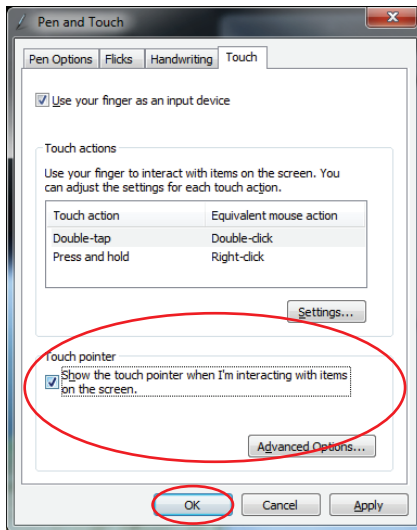 Pen and Touch
Pen Options Flicks Handwriting Touch
Use your finger as an input device
Touch actions
Use your finger to interact with items on the screen. You
can adjust the settings for each touch action.
Touch action Equivalent mouse action
Double-tap Double-click
Press and hold Right-click
Settings...
Touch pointer
Show the touch pointer when I'm interacting with items
on the screen.
Advanced Options...
OK Cancel Apply